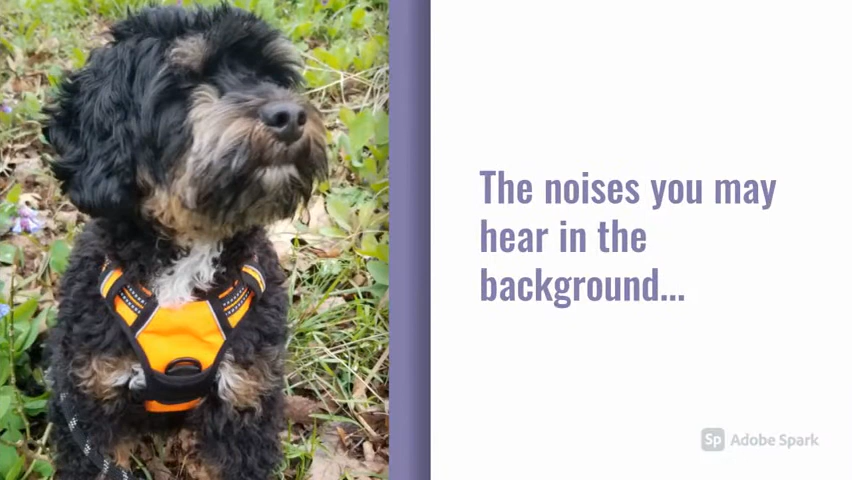 The noises you may
hear in the
background...
Sp Adobe Spark